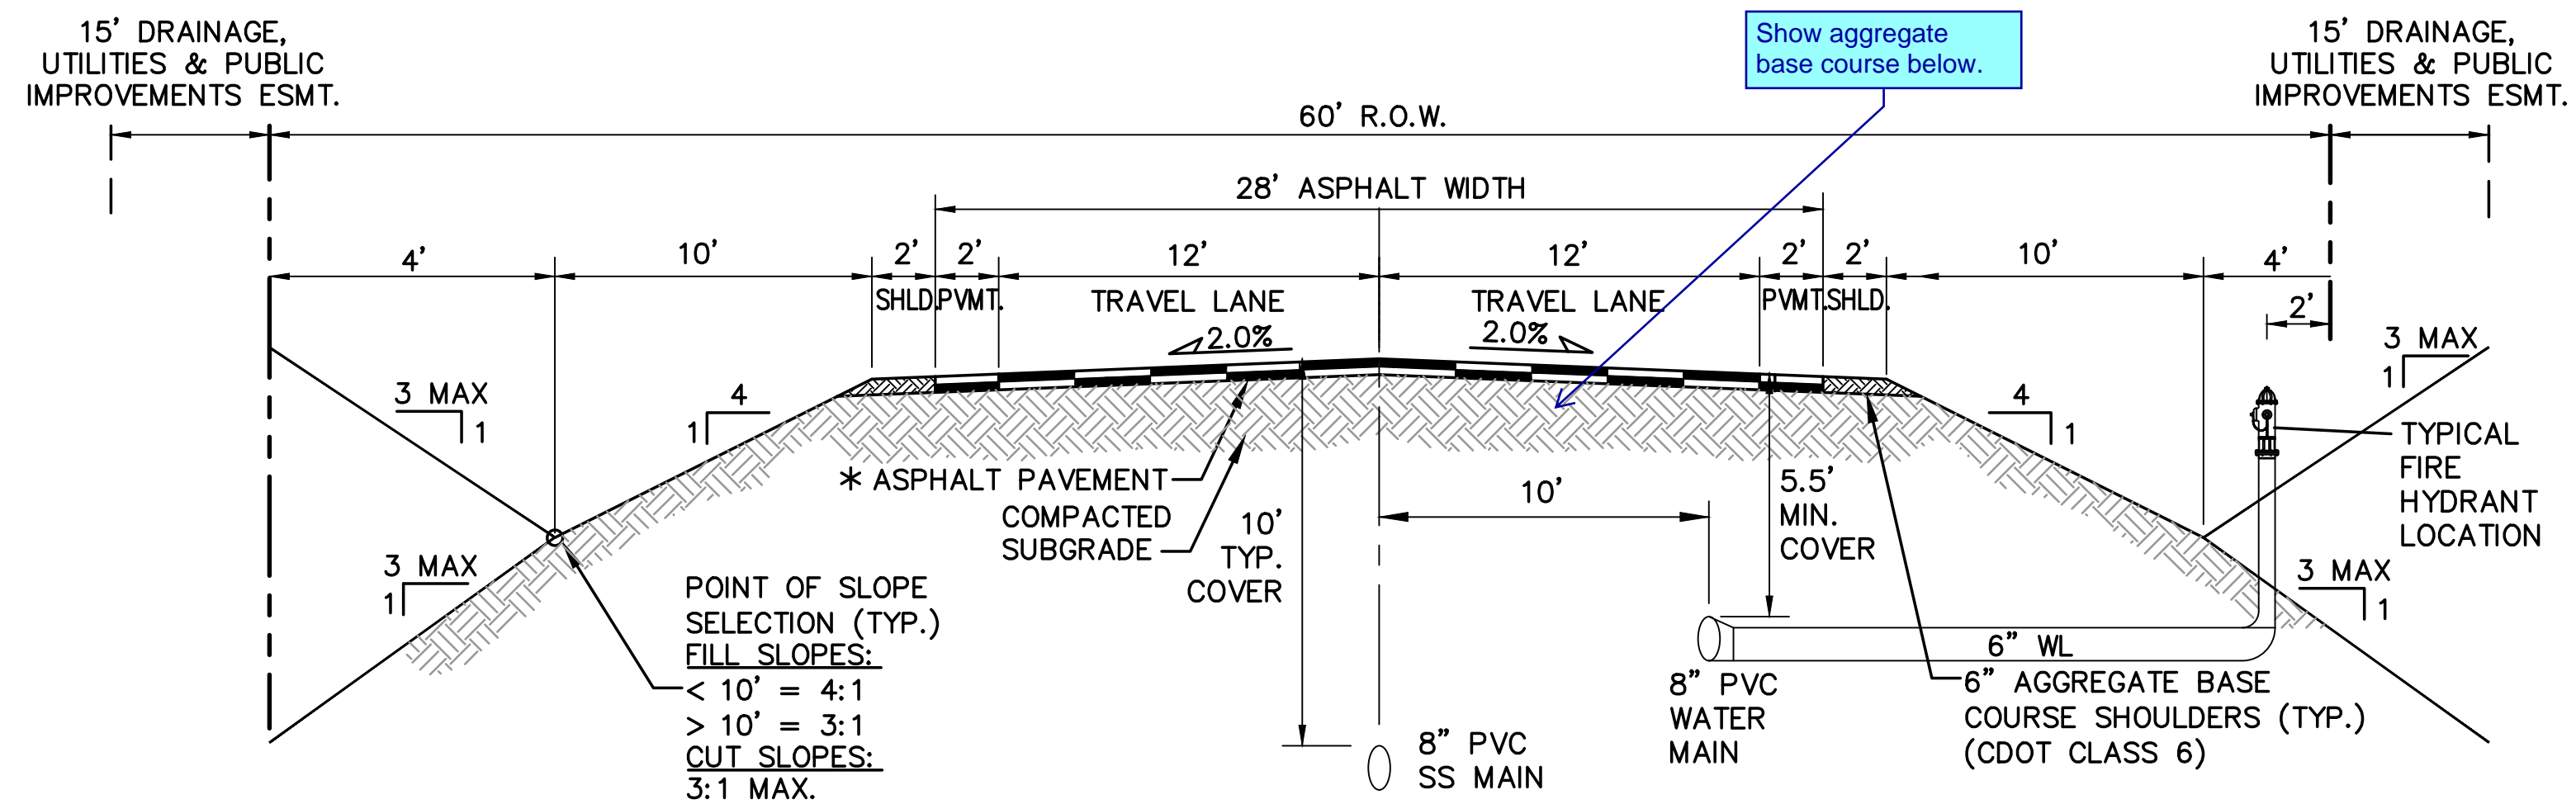 15' DRAINAGE,
UTILITIES & PUBLIC
IMPROVEMENTS ESMT.
Show aggregate
base course below.
15' DRAINAGE,
UTILITIES & PUBLIC
IMPROVEMENTS ESMT.
60' R.O.W.
28' ASPHALT WIDTH
4'
10'
2'
2'
12'
12'
2'
2'
10'
4'
SHLD.
PVMT.
TRAVEL LANE
TRAVEL LANE
PVMT.
SHLD.
2'
2.0%
2.0%
3 MAX
1
3 MAX
1
4
1
4
1
TYPICAL
FIRE
HYDRANT
LOCATION
* ASPHALT PAVEMENT
COMPACTED
SUBGRADE
10'
TYP.
COVER
10'
5.5'
MIN.
COVER
3 MAX
1
3 MAX
1
POINT OF SLOPE
SELECTION (TYP.)
FILL SLOPES:
< 10' = 4:1
> 10' = 3:1
CUT SLOPES:
3:1 MAX.
6" WL
8" PVC
WATER
MAIN
6" AGGREGATE BASE
COURSE SHOULDERS (TYP.)
(CDOT CLASS 6)
8" PVC
SS MAIN